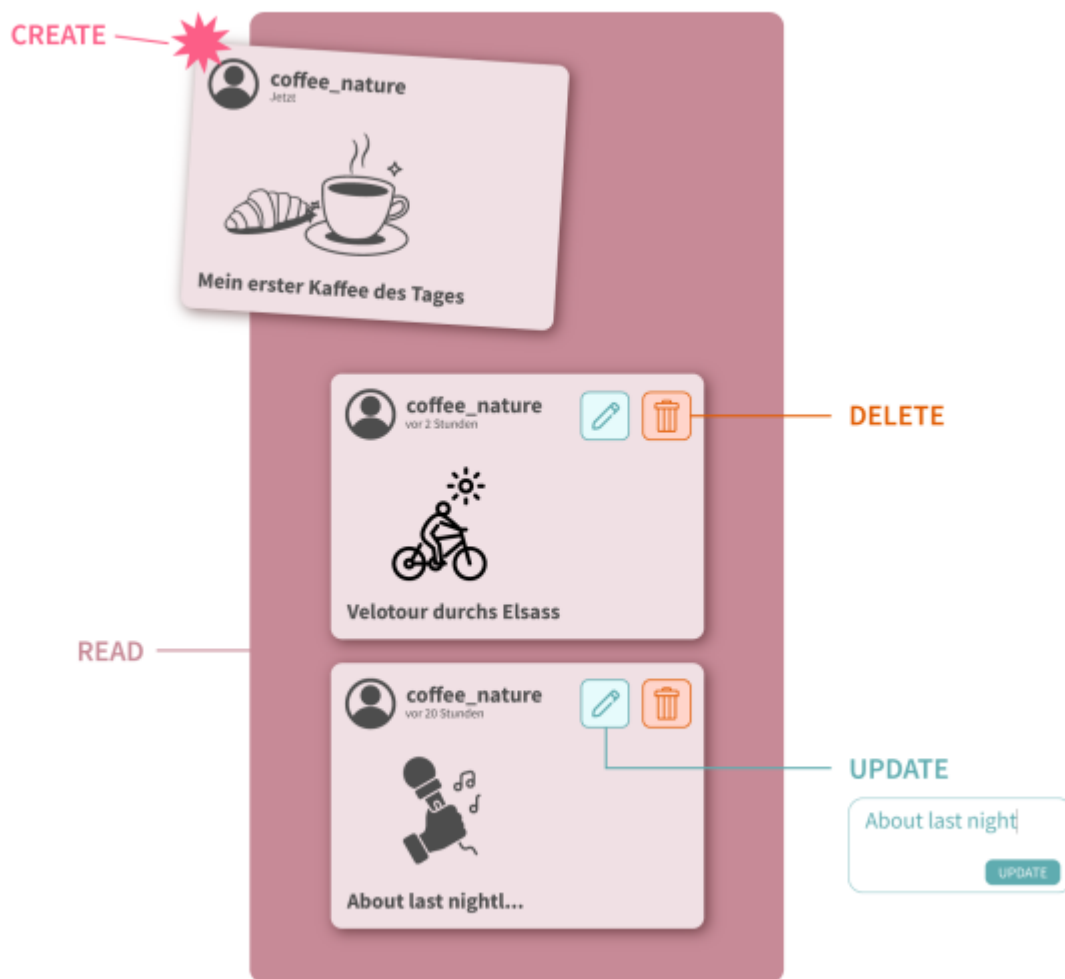 CREATE
coffee_nature
Jetzt
Mein erster Kaffee des Tages
coffee_nature
vor 2 Stunden
DELETE
Velotour durchs Elsass
READ
coffee_nature
vor 20 Stunden
UPDATE
About last night
UPDATE
About last nightl...